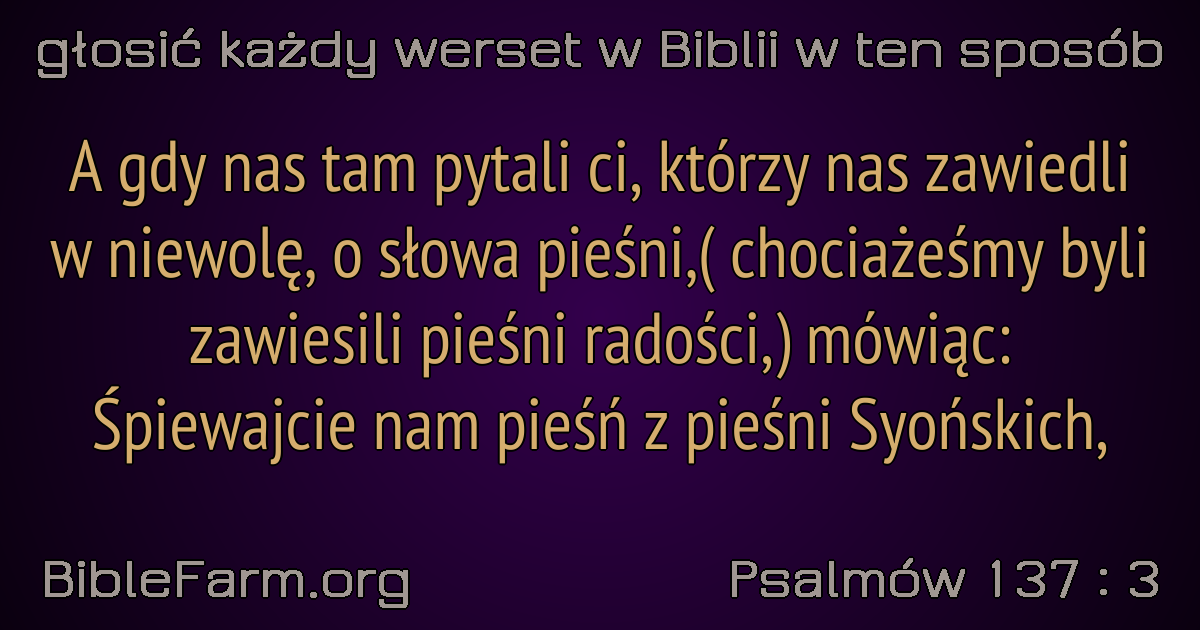 głosić każdy werset w Biblii w ten sposób
A gdy nas tam pytali ci, którzy nas zawiedli
w niewolę, o słowa pieśni,( chociażeśmy byli
zawiesili pieśni radości,) mówiąc:
Śpiewajcie nam pieśń z pieśni Syońskich,
BibleFarm.org
Psalmów 137 : 3